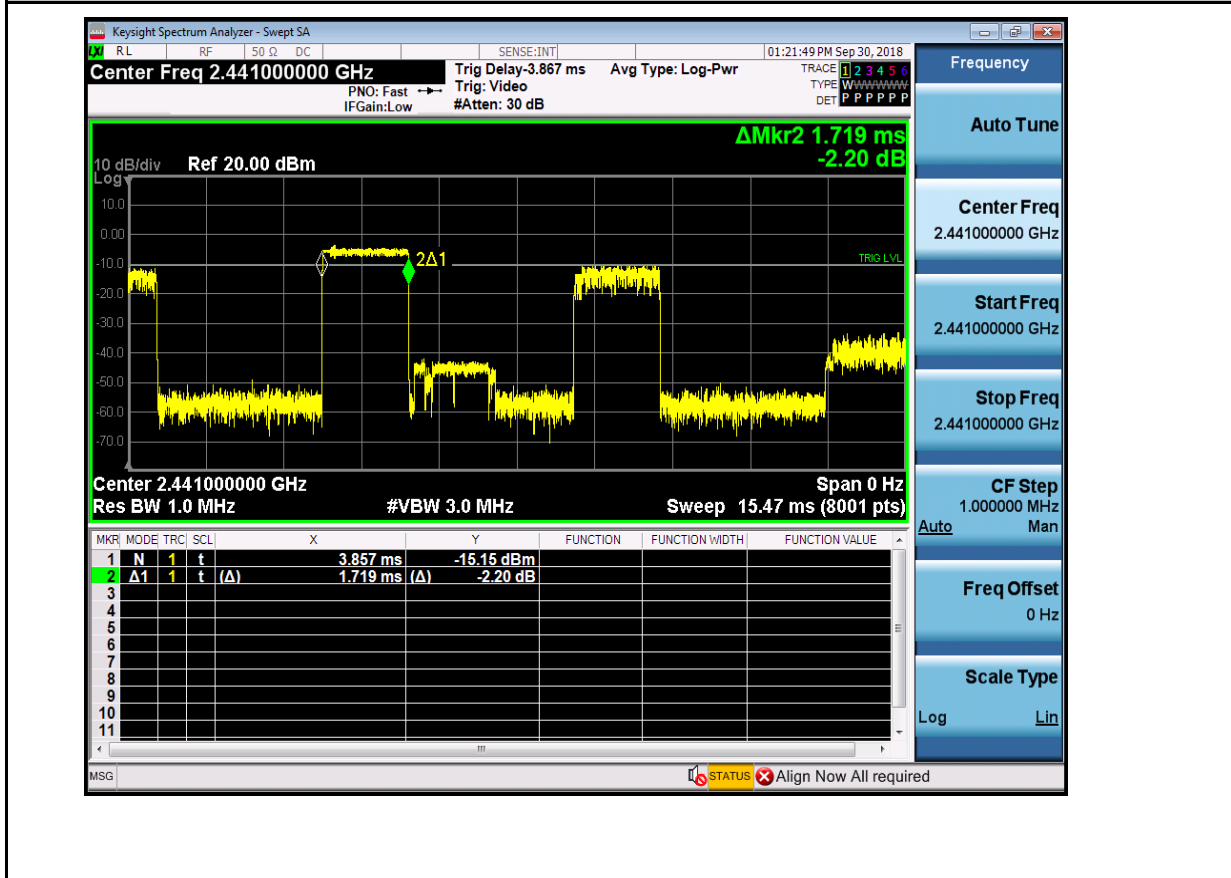 Keysight Spectrum Analyzer - Swept SA
LXI RL RF 50 Ω DC SENSE:INT 01:21:49 PM Sep 30, 2018
Center Freq 2.441000000 GHz
PNO: Fast
IFGain:Low
Trig Delay-3.867 ms
Trig: Video
#Atten: 30 dB
Avg Type: Log-Pwr
TRACE 1 2 3 4 5 6
TYPE WWWWWW
DET P P P P P P
ΔMkr2 1.719 ms
-2.20 dB
10 dB/div Ref 20.00 dBm
Log
10.0
0.00
-10.0
-20.0
-30.0
-40.0
-50.0
-60.0
-70.0
2Δ1
TRIG LVL
Center 2.441000000 GHz Span 0 Hz
Res BW 1.0 MHz #VBW 3.0 MHz Sweep 15.47 ms (8001 pts)
MKR MODE TRC SCL X Y FUNCTION FUNCTION WIDTH FUNCTION VALUE
1 N 1 t 3.857 ms -15.15 dBm
2 Δ1 1 t (Δ) 1.719 ms (Δ) -2.20 dB
3
4
5
6
7
8
9
10
11
MSG STATUS Align Now All required
Frequency
Auto Tune
Center Freq
2.441000000 GHz
Start Freq
2.441000000 GHz
Stop Freq
2.441000000 GHz
CF Step
1.000000 MHz
Auto Man
Freq Offset
0 Hz
Scale Type
Log Lin